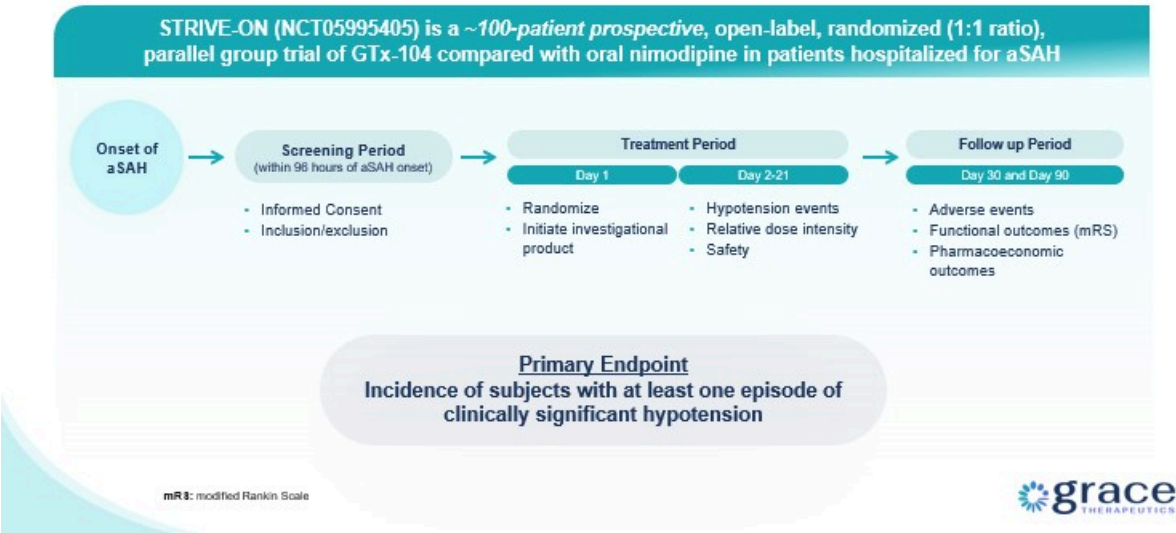 STRIVE-ON (NCT05995405) is a ~100-patient prospective, open-label, randomized (1:1 ratio),
parallel group trial of GTx-104 compared with oral nimodipine in patients hospitalized for aSAH
Onset of
aSAH
Screening Period
(within 96 hours of aSAH onset)
▪ Informed Consent
▪ Inclusion/exclusion
Treatment Period
Day 1
▪ Randomize
▪ Initiate investigational
product
Day 2-21
▪ Hypotension events
▪ Relative dose intensity
▪ Safety
Follow up Period
Day 30 and Day 90
▪ Adverse events
▪ Functional outcomes (mRS)
▪ Pharmacoeconomic
outcomes
Primary Endpoint
Incidence of subjects with at least one episode of
clinically significant hypotension
mRS: modified Rankin Scale
grace
THERAPEUTICS